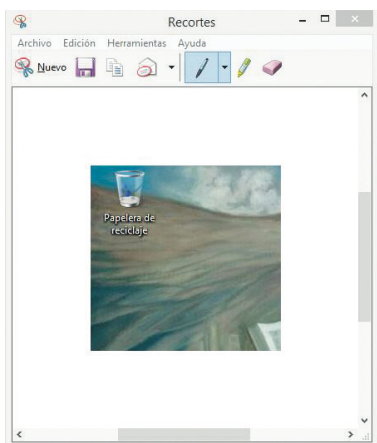 Recortes
Archivo Edición Herramientas Ayuda
Nuevo
Papelera de
reciclaje